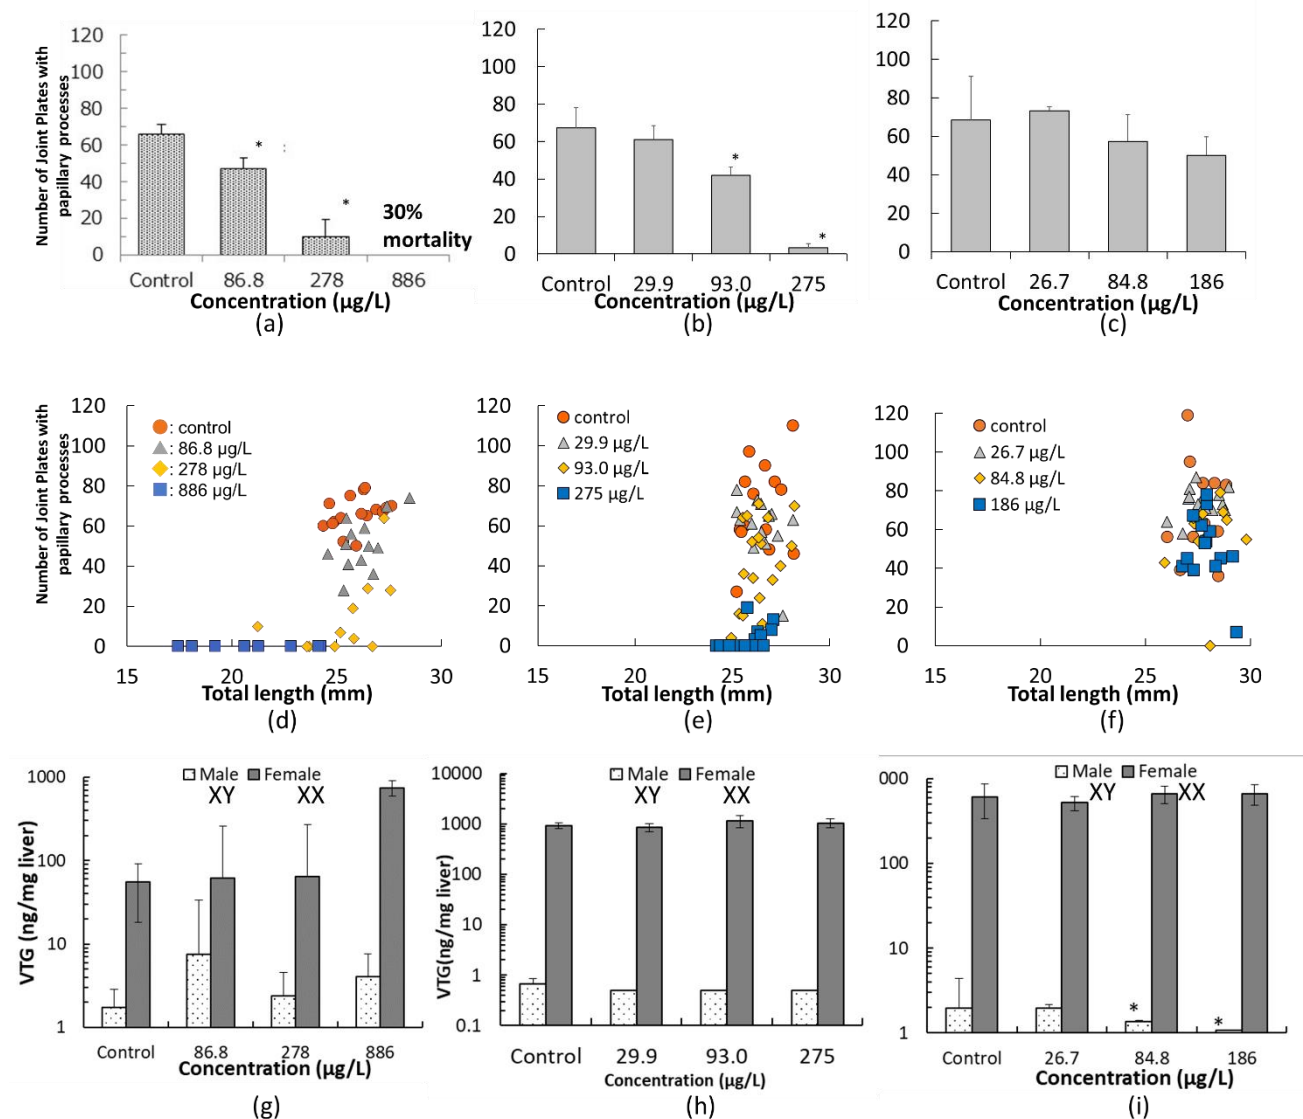 Number of Joint Plates with
papillary processes
120
100
80
60
40
20
0
*
*
30%
mortality
Control 86.8 278 886
Concentration (µg/L)
(a)
120
100
80
60
40
20
0
*
*
Control 29.9 93.0 275
Concentration (µg/L)
(b)
120
100
80
60
40
20
0
Control 26.7 84.8 186
Concentration (µg/L)
(c)
Number of Joint Plates with
papillary processes
120
100
80
60
40
20
0
: control
: 86.8 µg/L
: 278 µg/L
: 886 µg/L
15 20 25 30
Total length (mm)
(d)
120
100
80
60
40
20
0
control
29.9 µg/L
93.0 µg/L
275 µg/L
15 20 25 30
Total length (mm)
(e)
120
100
80
60
40
20
0
control
26.7 µg/L
84.8 µg/L
186 µg/L
15 20 25 30
Total length (mm)
(f)
VTG (ng/mg liver)
1000
100
10
1
Male Female
XY XX
Control 86.8 278 886
Concentration (µg/L)
(g)
VTG(ng/mg liver)
10000
1000
100
10
1
0.1
Male Female
XY XX
Control 29.9 93.0 275
Concentration (µg/L)
(h)
000
100
10
1
Male Female
XY XX
*
*
Control 26.7 84.8 186
Concentration (µg/L)
(i)